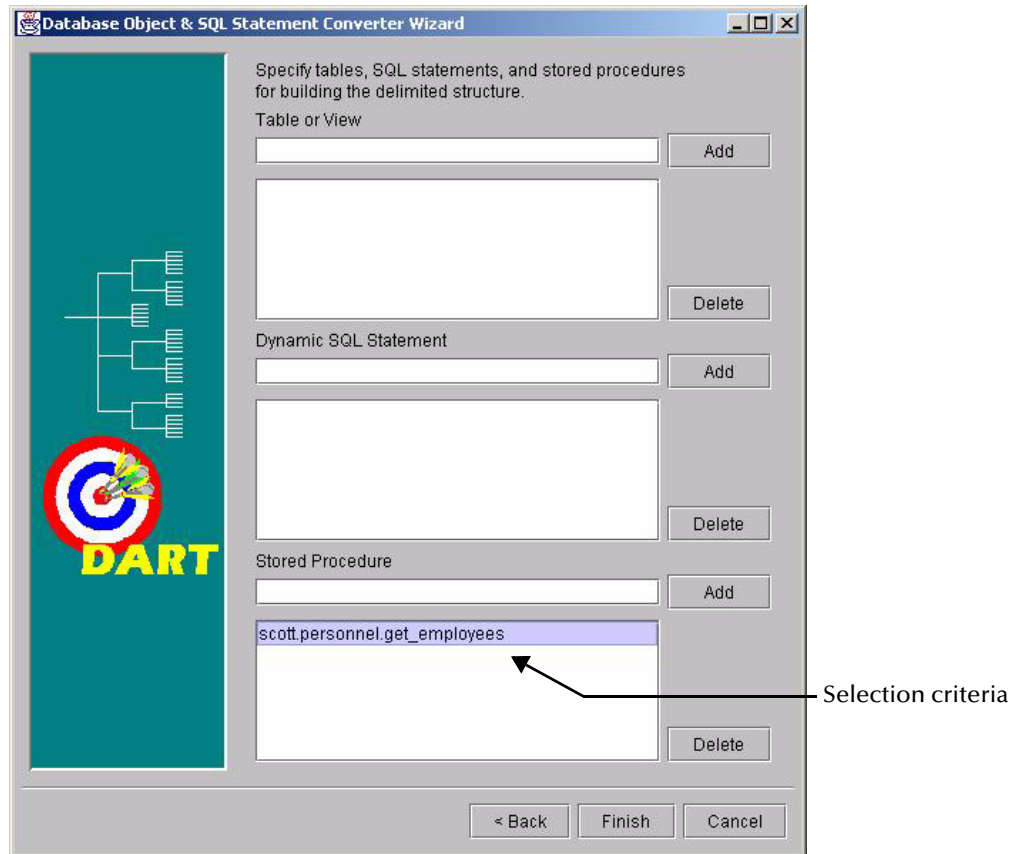 Database Object & SQL Statement Converter Wizard
Specify tables, SQL statements, and stored procedures
for building the delimited structure.
Table or View
Add
Delete
Dynamic SQL Statement
Add
Delete
DART
Stored Procedure
Add
scott.personnel.get_employees
Selection criteria
Delete
< Back Finish Cancel